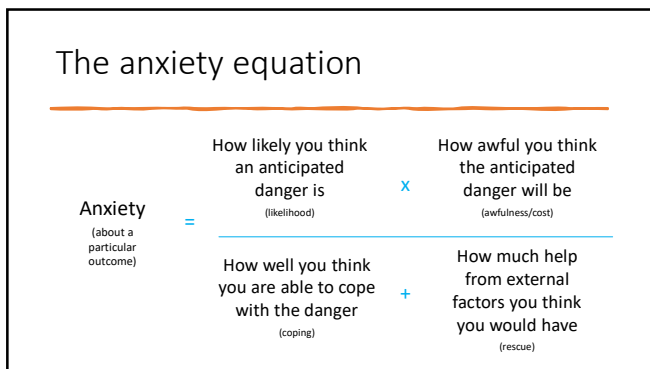 The anxiety equation
How likely you think
an anticipated
danger is
(likelihood)
x
How awful you think
the anticipated
danger will be
(awfulness/cost)
Anxiety
(about a
particular
outcome)
=
How well you think
you are able to cope
with the danger
(coping)
+
How much help
from external
factors you think
you would have
(rescue)